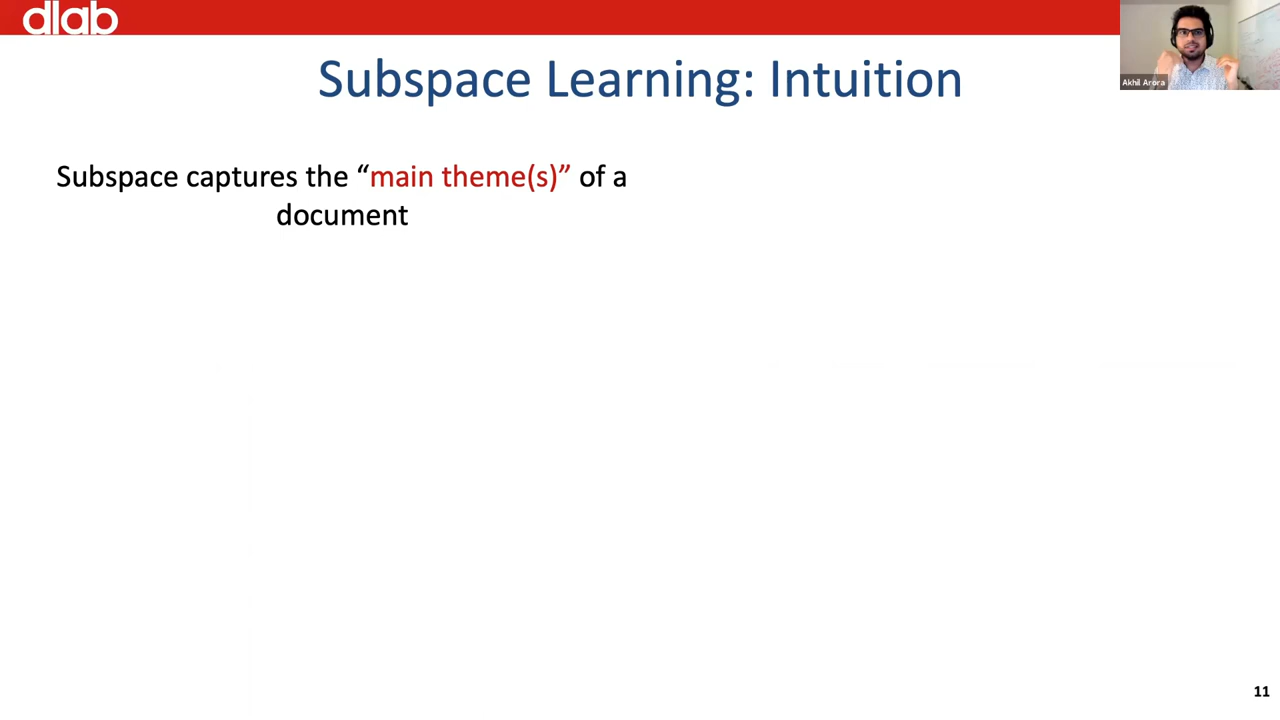 dlab
Subspace Learning: Intuition
Akhil Arora
Subspace captures the “main theme(s)” of a
document
11